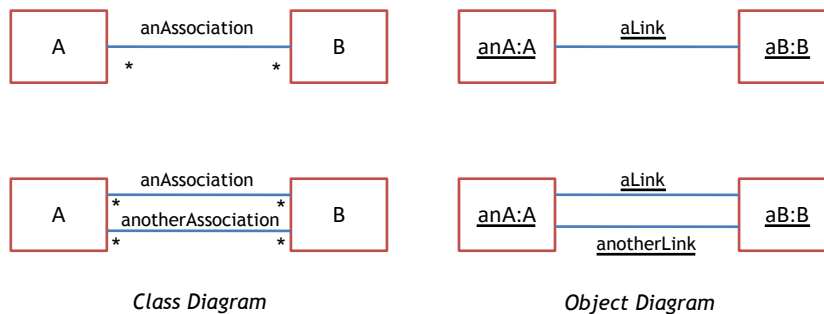 anAssociation
A
B
*
*
aLink
anA:A
aB:B
anAssociation
A
*
*
B
anotherAssociation
*
*
aLink
anA:A
aB:B
anotherLink
Class Diagram
Object Diagram